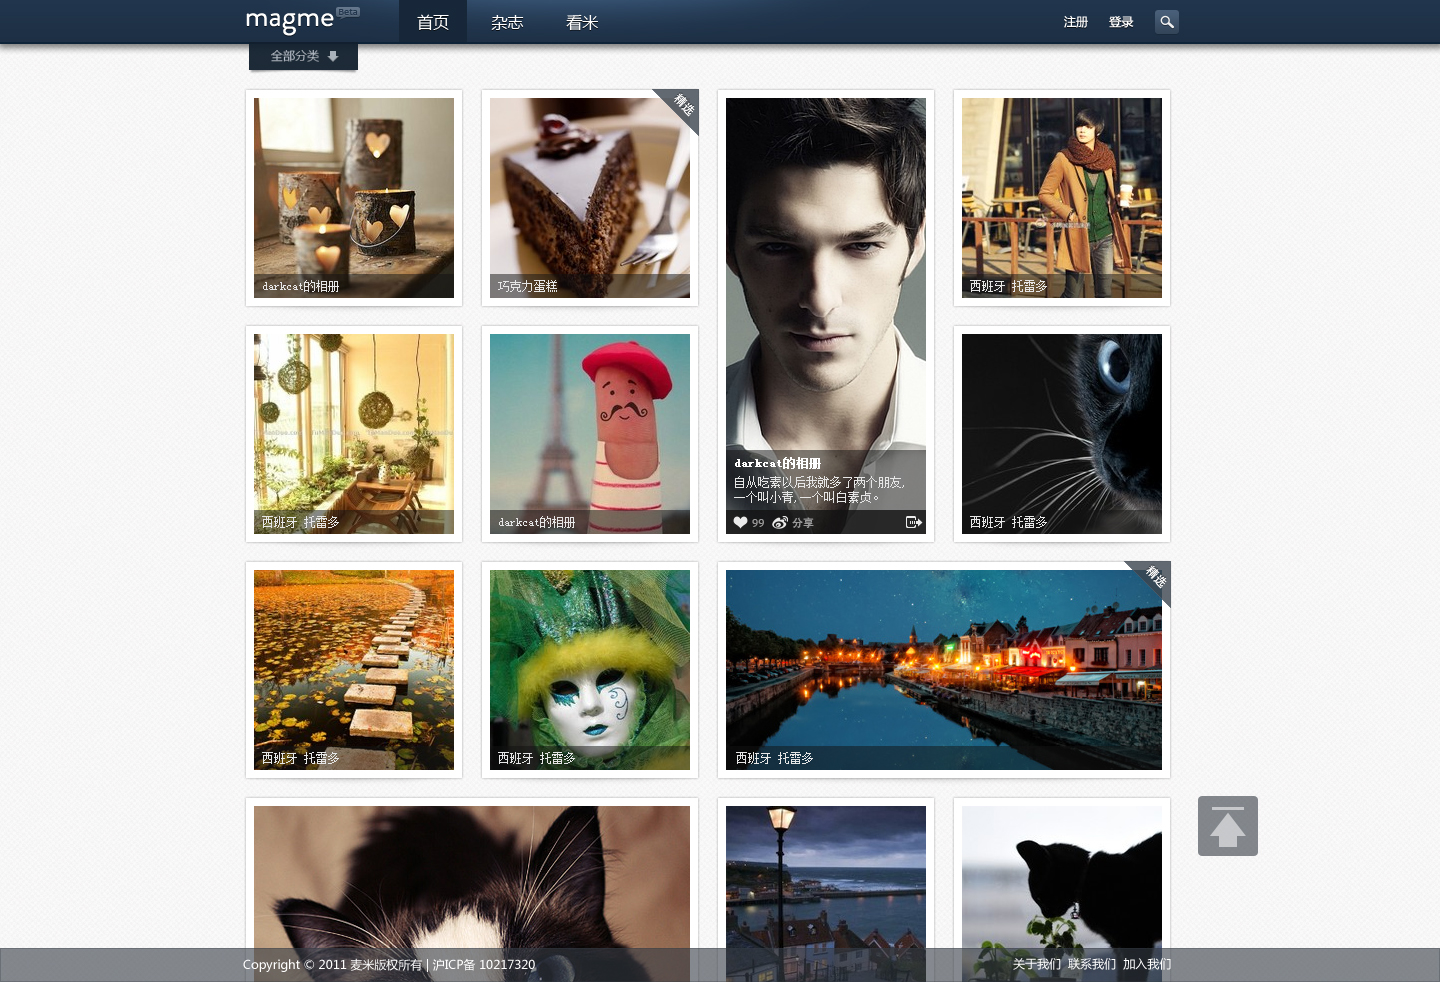 magme Beta
首页 杂志 看米
注册 登录
全部分类
darkcat的相册
精选
巧克力蛋糕
西班牙 托雷多
西班牙 托雷多
darkcat的相册
darkcat的相册
自从吃素以后我就多了两个朋友,
一个叫小青,一个叫白素贞。
99 分享
西班牙 托雷多
西班牙 托雷多
西班牙 托雷多
精选
西班牙 托雷多
Copyright © 2011 麦米版权所有 | 沪ICP备 10217320
关于我们 联系我们 加入我们